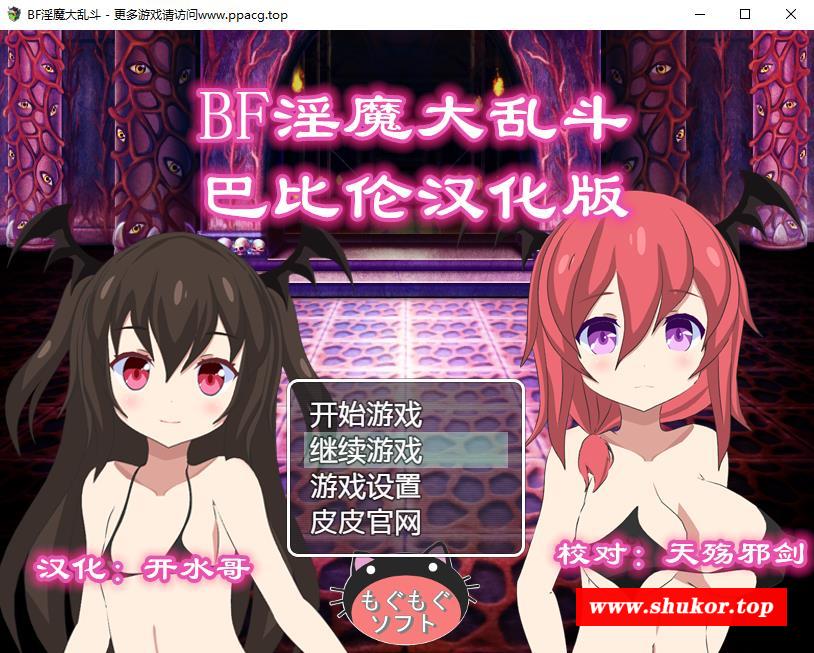 BF淫魔大乱斗 - 更多游戏请访问www.ppacg.top
BF淫魔大乱斗
巴比伦汉化版
开始游戏
继续游戏
游戏设置
皮皮官网
汉化：开水哥
校对：天殇邪剑
もぐもぐ
ソフト
www.shukor.top